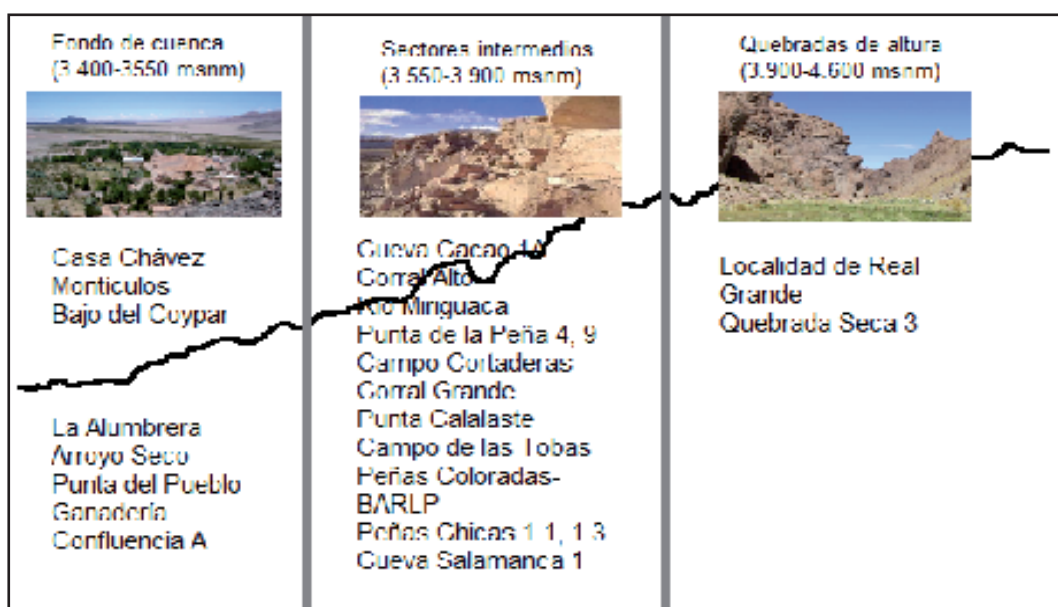 Fondo de cuenca
(3.400-3550 msnm)
Casa Chávez
Monticulos
Bajo del Coypar
La Alumbrera
Arroyo Seco
Punta del Pueblo
Ganadería
Confluencia A
Sectores intermedios
(3.550-3.900 msnm)
Cueva Cacao 1A
Corral Alto
Río Miriguaca
Punta de la Peña 4, 9
Campo Cortaderas
Corral Grande
Punta Calalaste
Campo de las Tobas
Peñas Coloradas-
BARLP
Peñas Chicas 1.1, 1.3
Cueva Salamanca 1
Quebradas de altura
(3.900-4.600 msnm)
Localidad de Real
Grande
Quebrada Seca 3